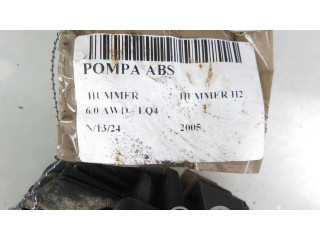 POMPA ABS
HUMMER HUMMER H2
6.0 AWD - LQ4
N/13/24 2005